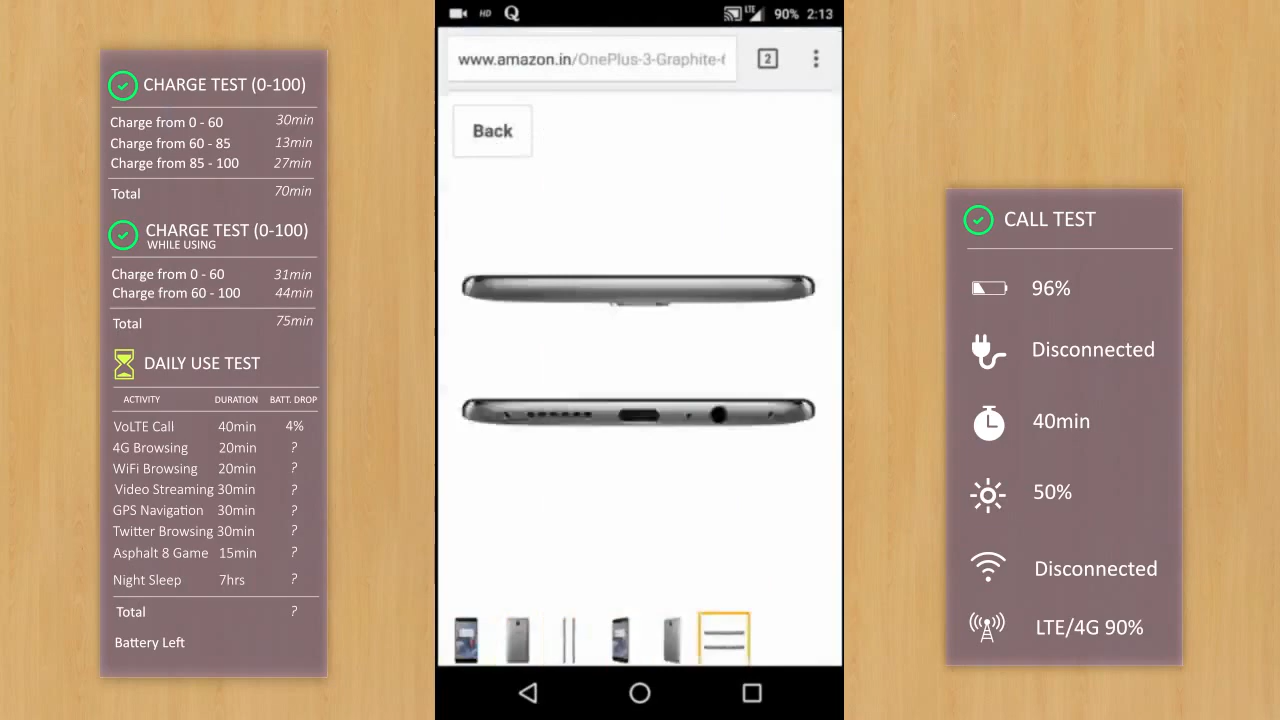 CHARGE TEST (0-100)
Charge from 0 - 60 30min
Charge from 60 - 85 13min
Charge from 85 - 100 27min
Total 70min
CHARGE TEST (0-100)
WHILE USING
Charge from 0 - 60 31min
Charge from 60 - 100 44min
Total 75min
DAILY USE TEST
ACTIVITY DURATION BATT. DROP
VoLTE Call 40min 4%
4G Browsing 20min ?
WiFi Browsing 20min ?
Video Streaming 30min ?
GPS Navigation 30min ?
Twitter Browsing 30min ?
Asphalt 8 Game 15min ?
Night Sleep 7hrs ?
Total ?
Battery Left
HD Q LTE 90% 2:13
www.amazon.in/OnePlus-3-Graphite-6 2
Back
CALL TEST
96%
Disconnected
40min
50%
Disconnected
LTE/4G 90%